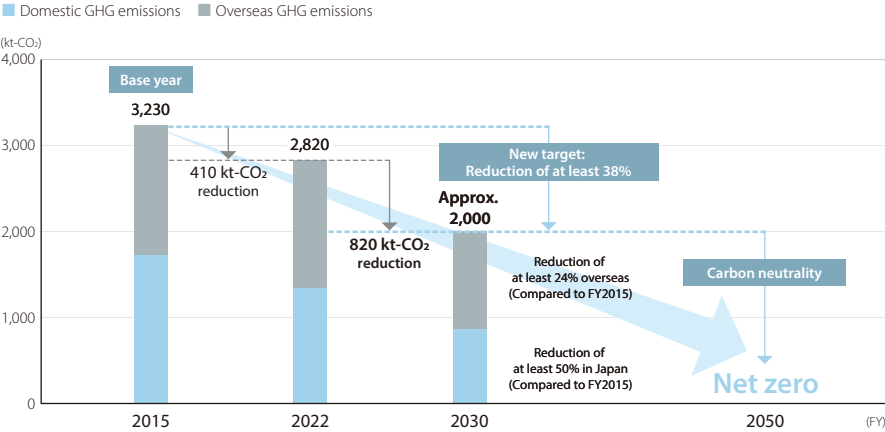 Domestic GHG emissions Overseas GHG emissions
(kt-CO₂)
4,000
Base year
3,230
3,000
2,820
New target:
Reduction of at least 38%
410 kt-CO₂
reduction
Approx.
2,000
2,000
820 kt-CO₂
reduction
Reduction of
at least 24% overseas
(Compared to FY2015)
Carbon neutrality
1,000
Reduction of
at least 50% in Japan
(Compared to FY2015)
Net zero
0
2015 2022 2030 2050 (FY)